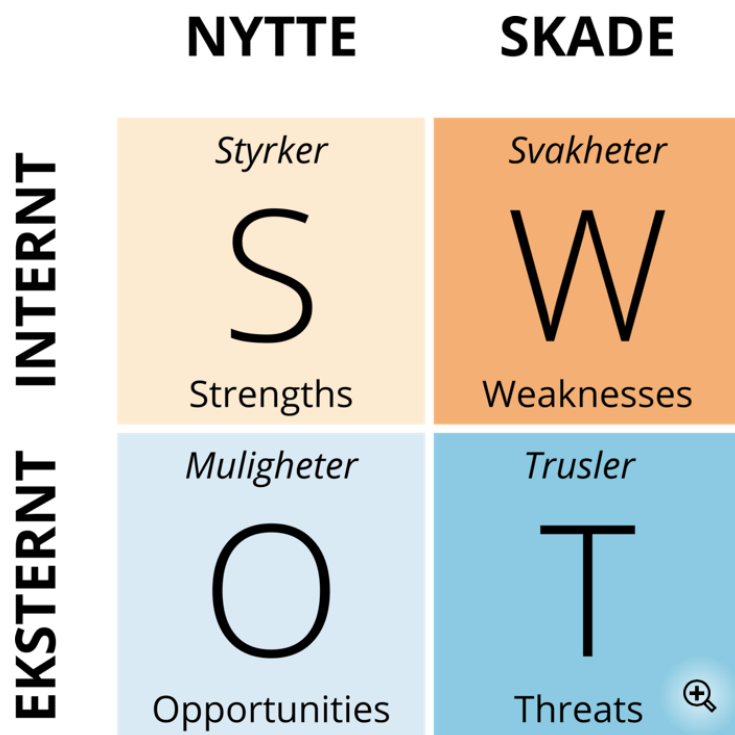 NYTTE SKADE
INTERNT
Styrker
S
Strengths
Svakheter
W
Weaknesses
EKSTERNT
Muligheter
O
Opportunities
Trusler
T
Threats